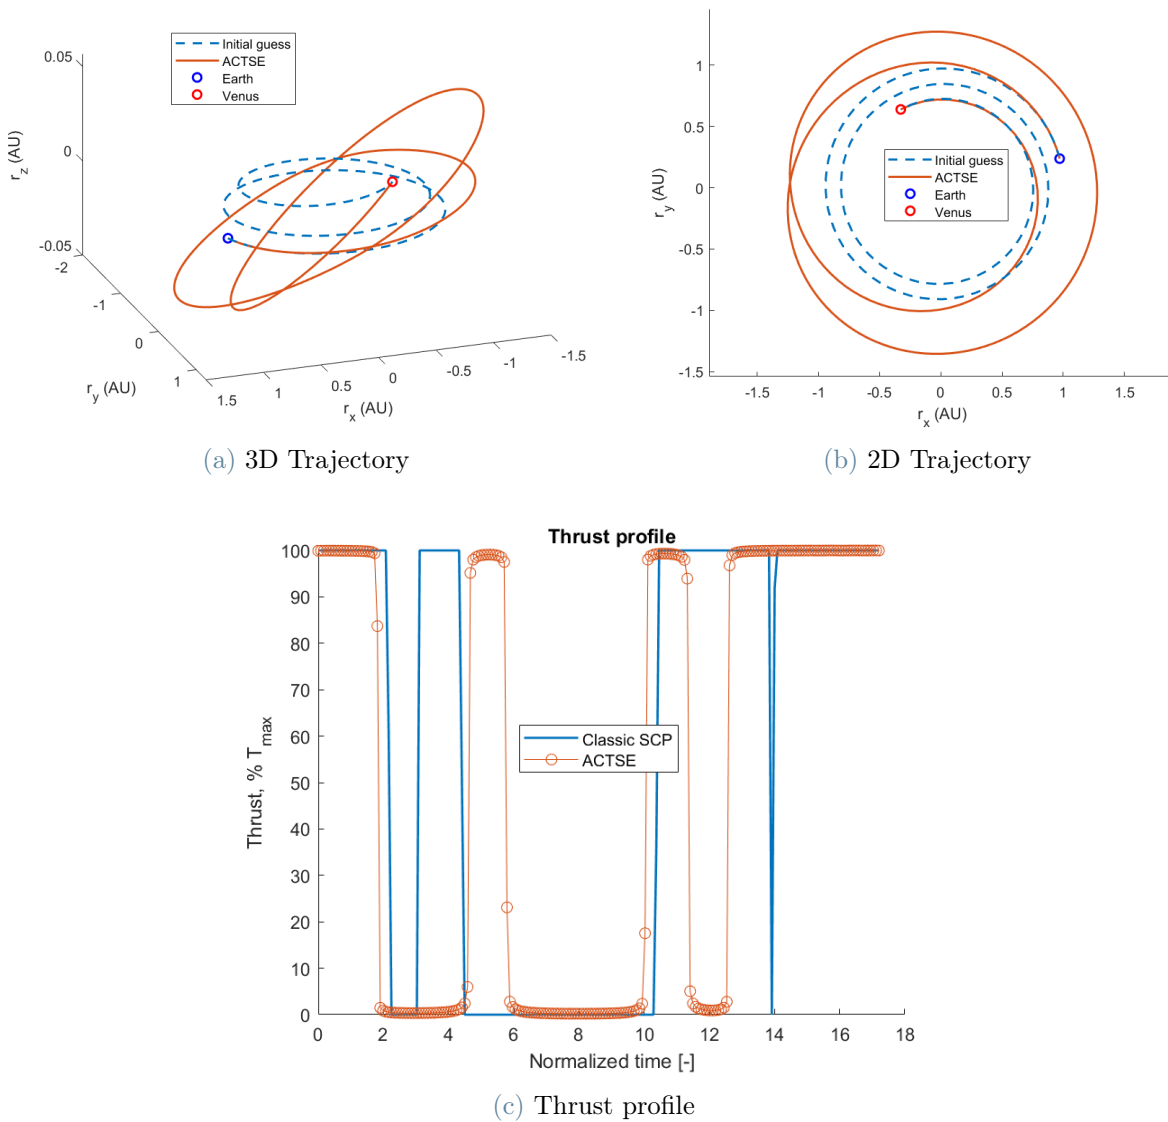 0.05
0
-0.05
-2
-1
0
1
r_z (AU)
r_y (AU)
1.5
1
0.5
0
-0.5
-1
-1.5
r_x (AU)
Initial guess
ACTSE
Earth
Venus
(a) 3D Trajectory
1
0.5
0
-0.5
-1
-1.5
r_y (AU)
-1.5
-1
-0.5
0
0.5
1
1.5
r_x (AU)
Initial guess
ACTSE
Earth
Venus
(b) 2D Trajectory
Thrust profile
100
90
80
70
60
50
40
30
20
10
0
Thrust, % T_max
Classic SCP
ACTSE
0 2 4 6 8 10 12 14 16 18
Normalized time [-]
(c) Thrust profile